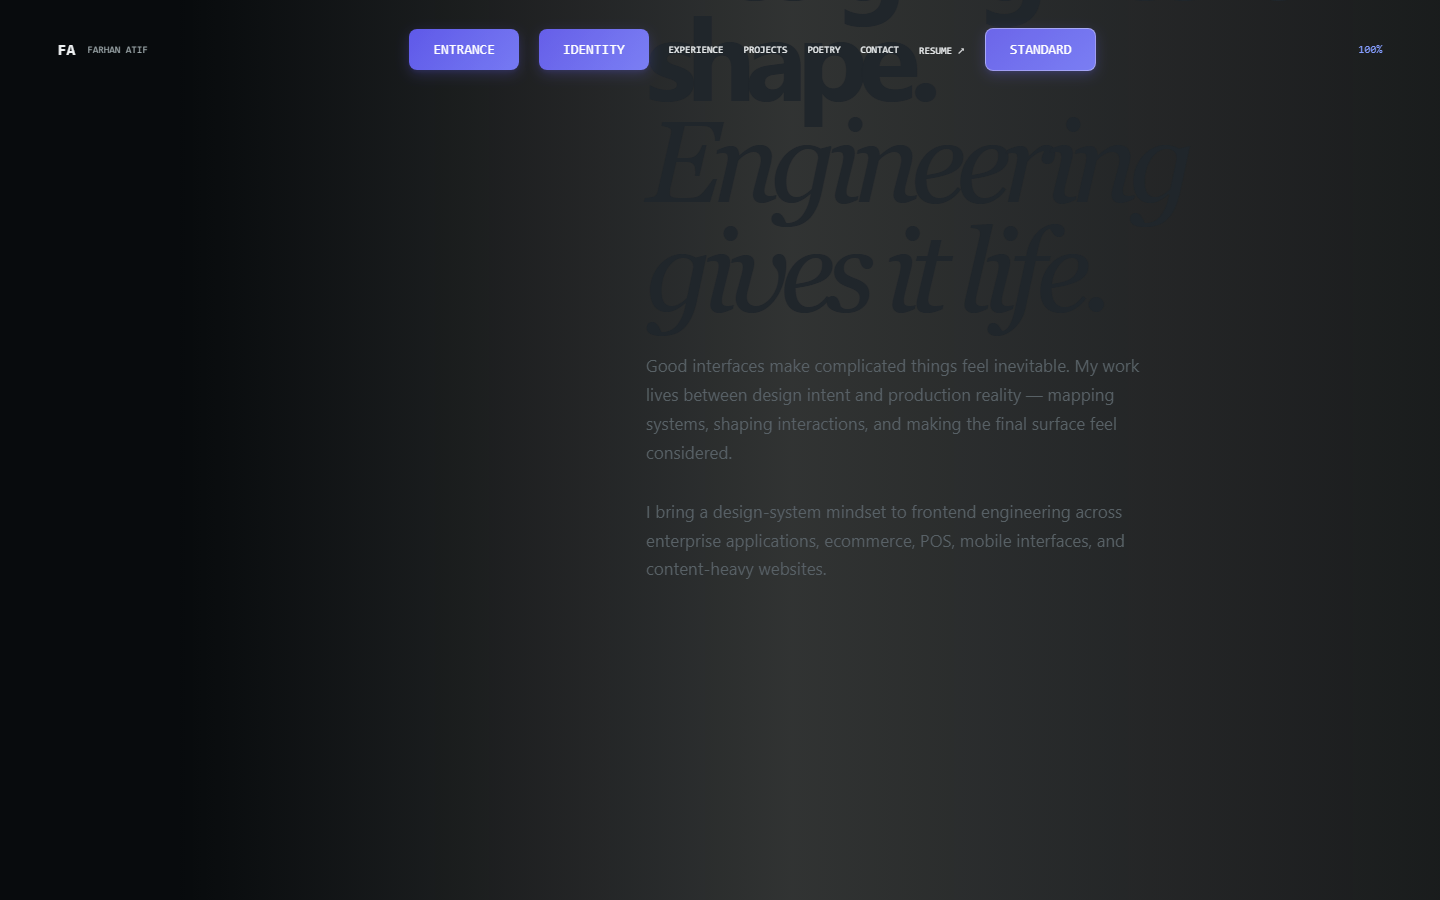 FA FARHAN ATIF ENTRANCE IDENTITY EXPERIENCE PROJECTS POETRY CONTACT RESUME ↗ STANDARD 100%
shape.
Engineering
gives it life.
Good interfaces make complicated things feel inevitable. My work
lives between design intent and production reality — mapping
systems, shaping interactions, and making the final surface feel
considered.
I bring a design-system mindset to frontend engineering across
enterprise applications, ecommerce, POS, mobile interfaces, and
content-heavy websites.